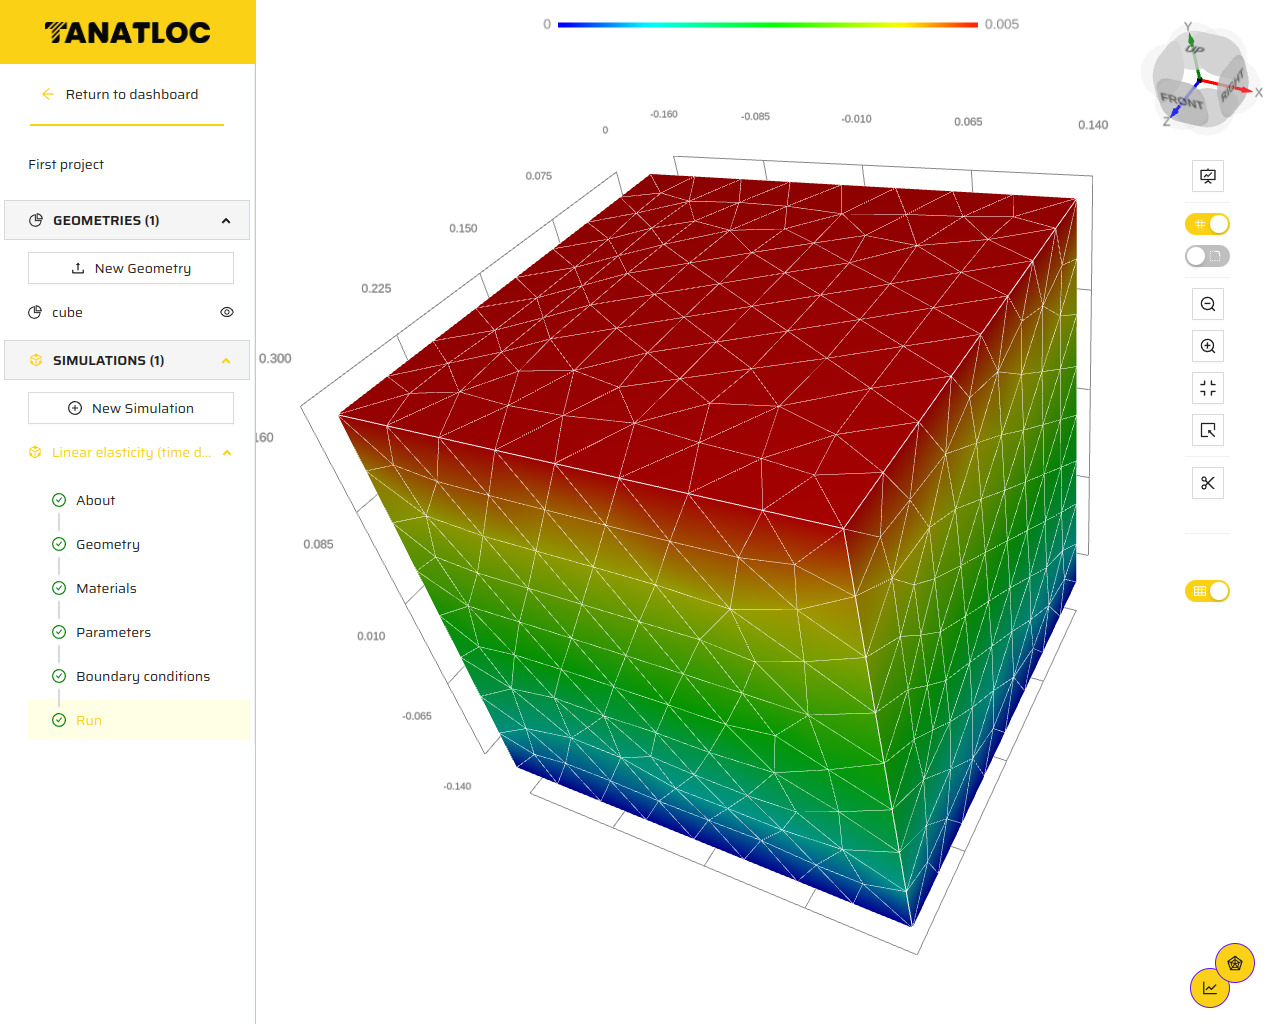 TANATLOC
Return to dashboard
First project
GEOMETRIES (1)
New Geometry
cube
SIMULATIONS (1)
New Simulation
Linear elasticity (time d...
About
Geometry
Materials
Parameters
Boundary conditions
Run
0
0.005
-0.160
-0.085
-0.010
0.065
0.140
0
0.075
0.150
0.225
0.300
160
0.085
0.010
-0.065
-0.140
Y
UP
RIGHT
FRONT
X
Z